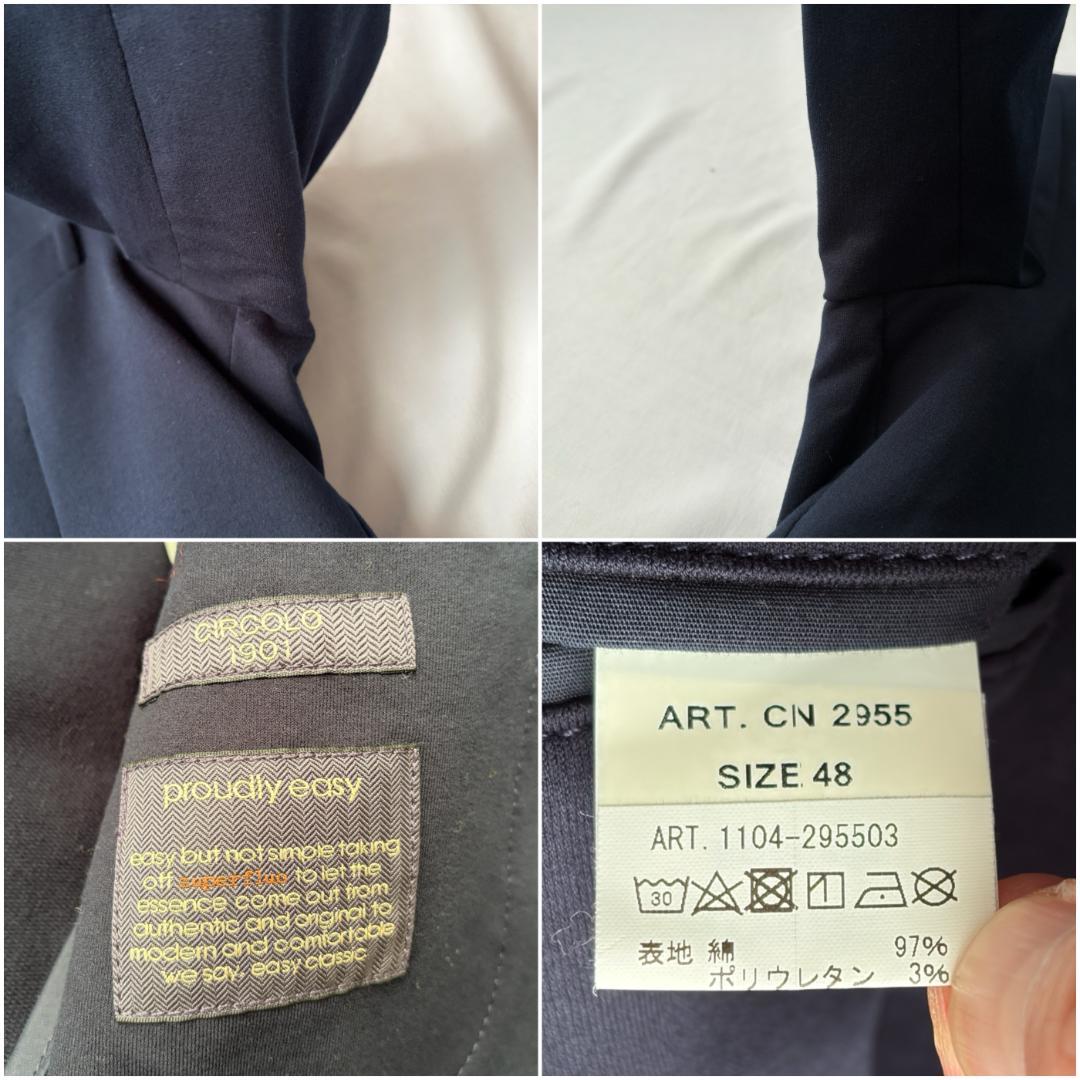 CIRCOLO
1901
proudly easy
easy but not simple taking
off superfluo to let the
essence come out from
authentic and original to
modern and comfortable
we say, easy classic
ART. CN 2955
SIZE 48
ART. 1104-295503
30
表地 綿 97%
ポリウレタン 3%